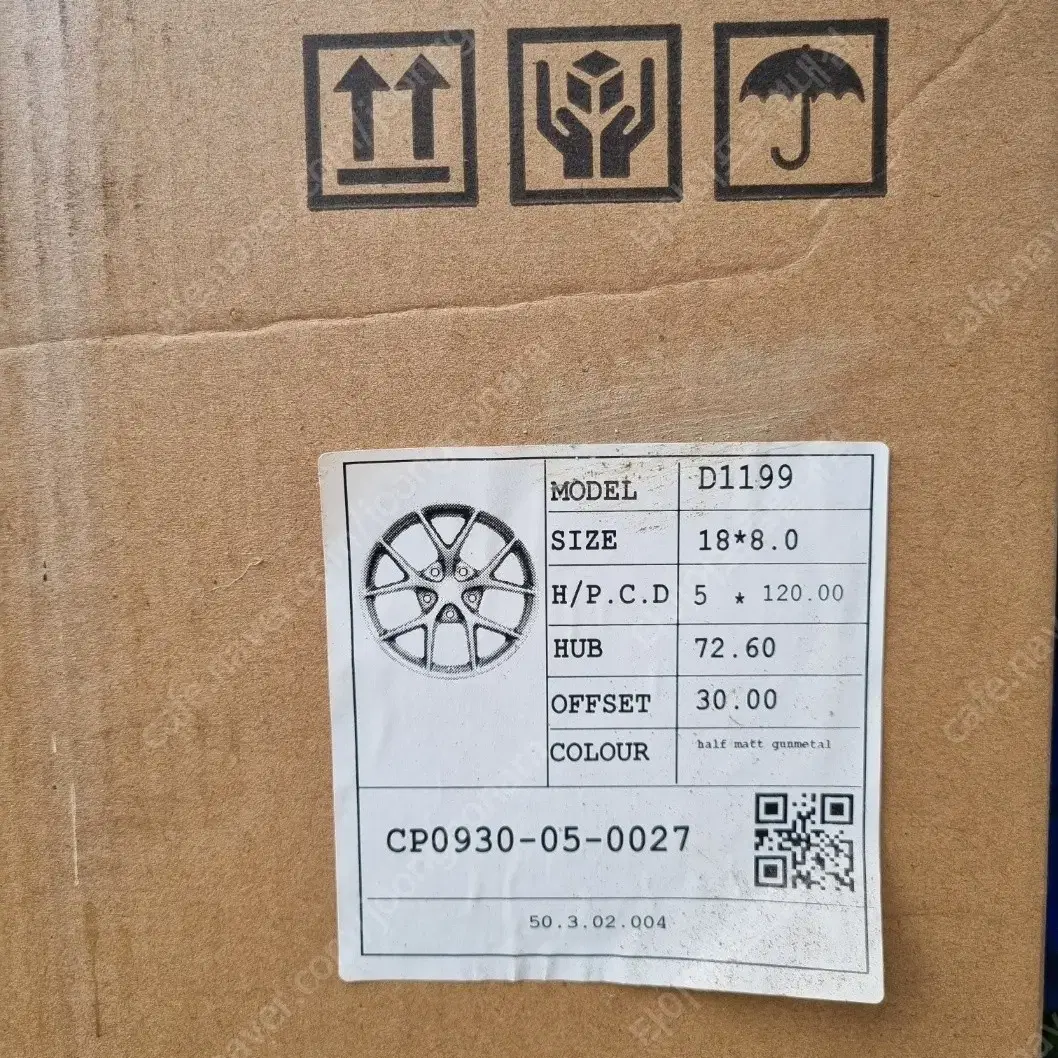 MODEL D1199
SIZE 18*8.0
H/P.C.D 5 * 120.00
HUB 72.60
OFFSET 30.00
COLOUR half matt gunmetal
CP0930-05-0027
50.3.02.004